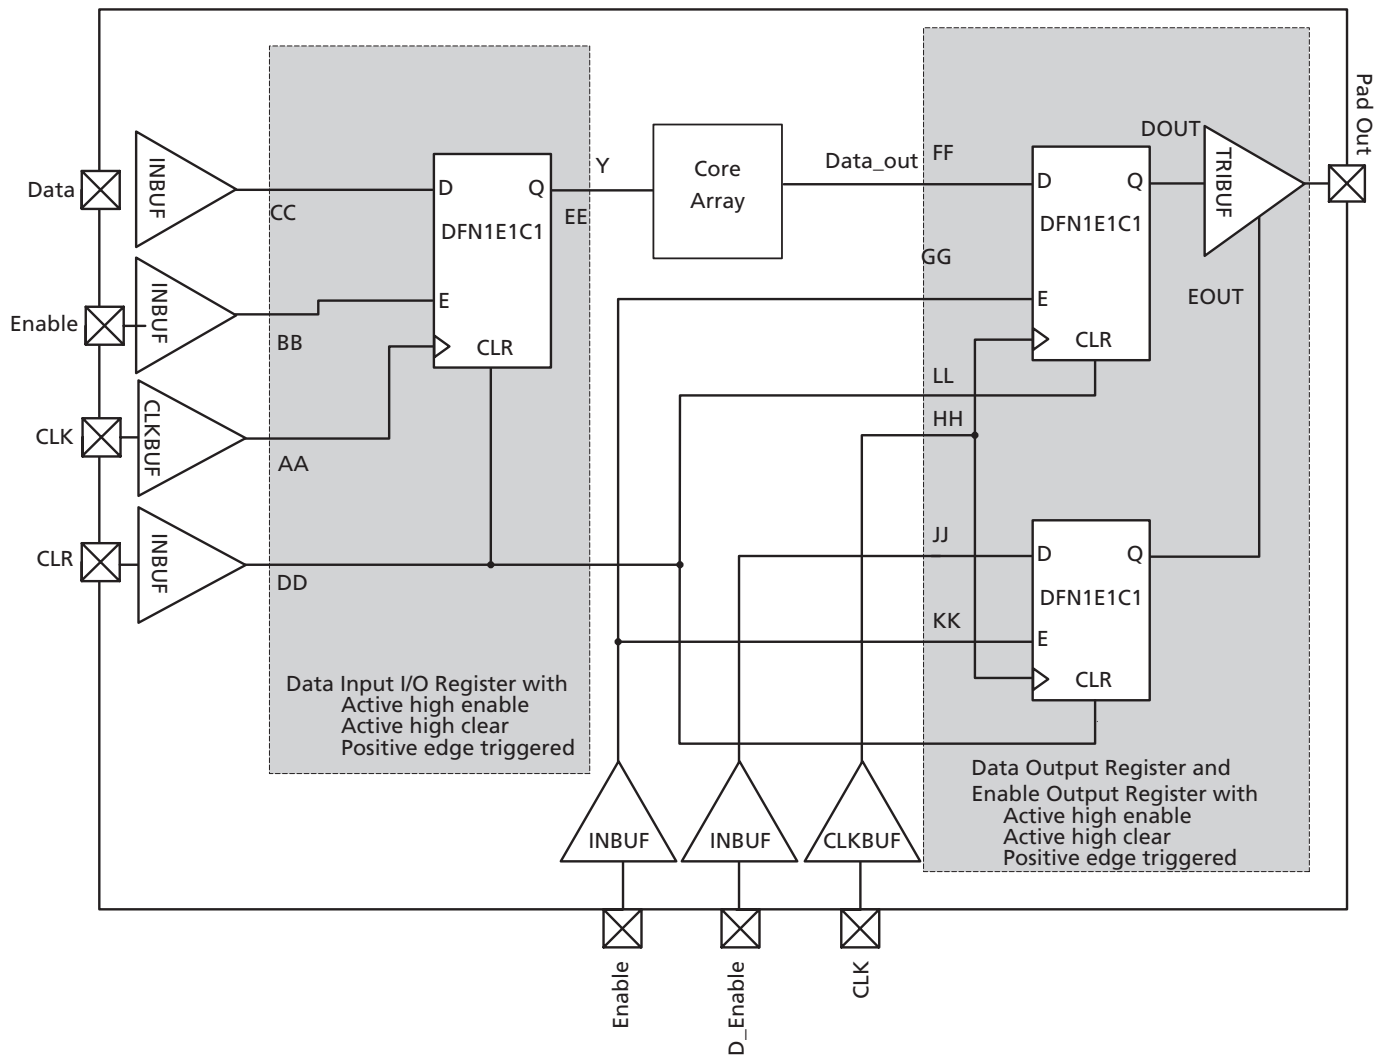 Pad Out
DOUT
FF
Data_out
TRIBUF
INBUF
Y
Core
Array
D
Q
D
Q
Data
CC
EE
DFN1E1C1
DFN1E1C1
GG
INBUF
E
E
EOUT
Enable
BB
CLR
CLR
LL
CLKBUF
HH
CLK
AA
JJ
INBUF
D
Q
CLR
DD
DFN1E1C1
KK
E
CLR
Data Input I/O Register with
Active high enable
Active high clear
Positive edge triggered
Data Output Register and
Enable Output Register with
Active high enable
Active high clear
Positive edge triggered
INBUF
INBUF
CLKBUF
Enable
D_Enable
CLK